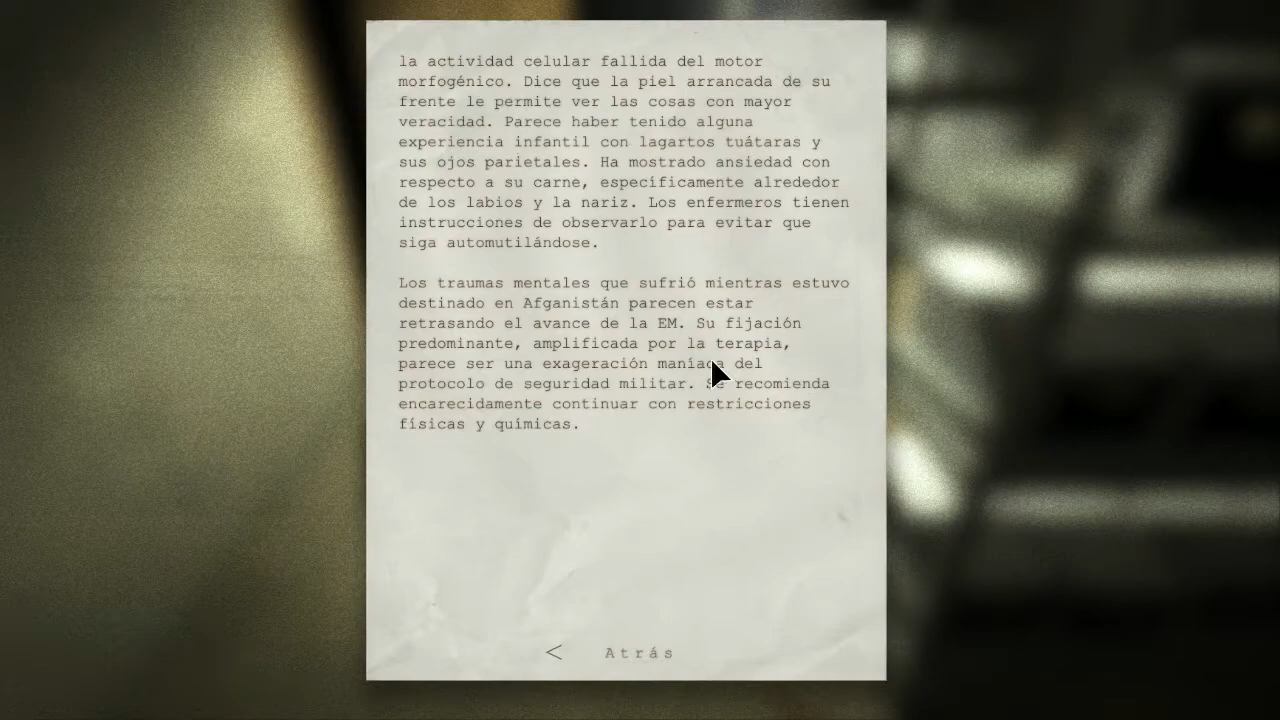 la actividad celular fallida del motor
morfogénico. Dice que la piel arrancada de su
frente le permite ver las cosas con mayor
veracidad. Parece haber tenido alguna
experiencia infantil con lagartos tuátaras y
sus ojos parietales. Ha mostrado ansiedad con
respecto a su carne, específicamente alrededor
de los labios y la nariz. Los enfermeros tienen
instrucciones de observarlo para evitar que
siga automutilándose.
Los traumas mentales que sufrió mientras estuvo
destinado en Afganistán parecen estar
retrasando el avance de la EM. Su fijación
predominante, amplificada por la terapia,
parece ser una exageración maníaca del
protocolo de seguridad militar. Se recomienda
encarecidamente continuar con restricciones
físicas y químicas.
< Atrás